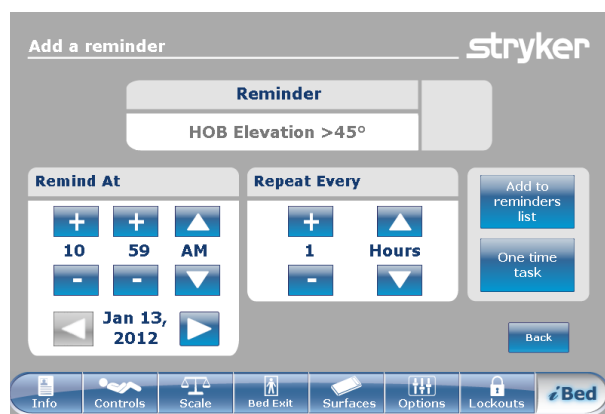 Add a reminder
stryker
Reminder
HOB Elevation >45°
Remind At
+ + 
10 59 AM
- -
Jan 13,
2012
Repeat Every
+
1 Hours
-
Add to
reminders
list
One time
task
Back
Info Controls Scale Bed Exit Surfaces Options Lockouts iBed